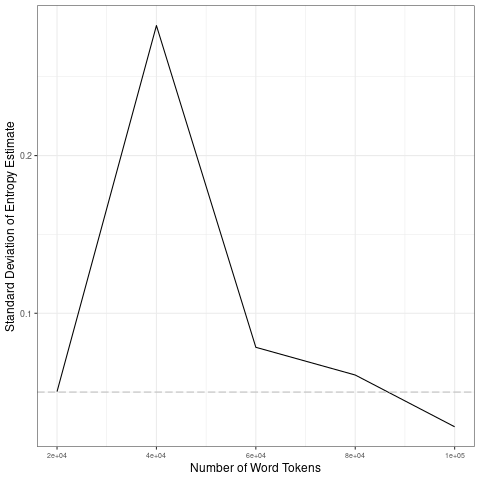 Standard Deviation of Entropy Estimate
0.2
0.1
2e+04 4e+04 6e+04 8e+04 1e+05
Number of Word Tokens